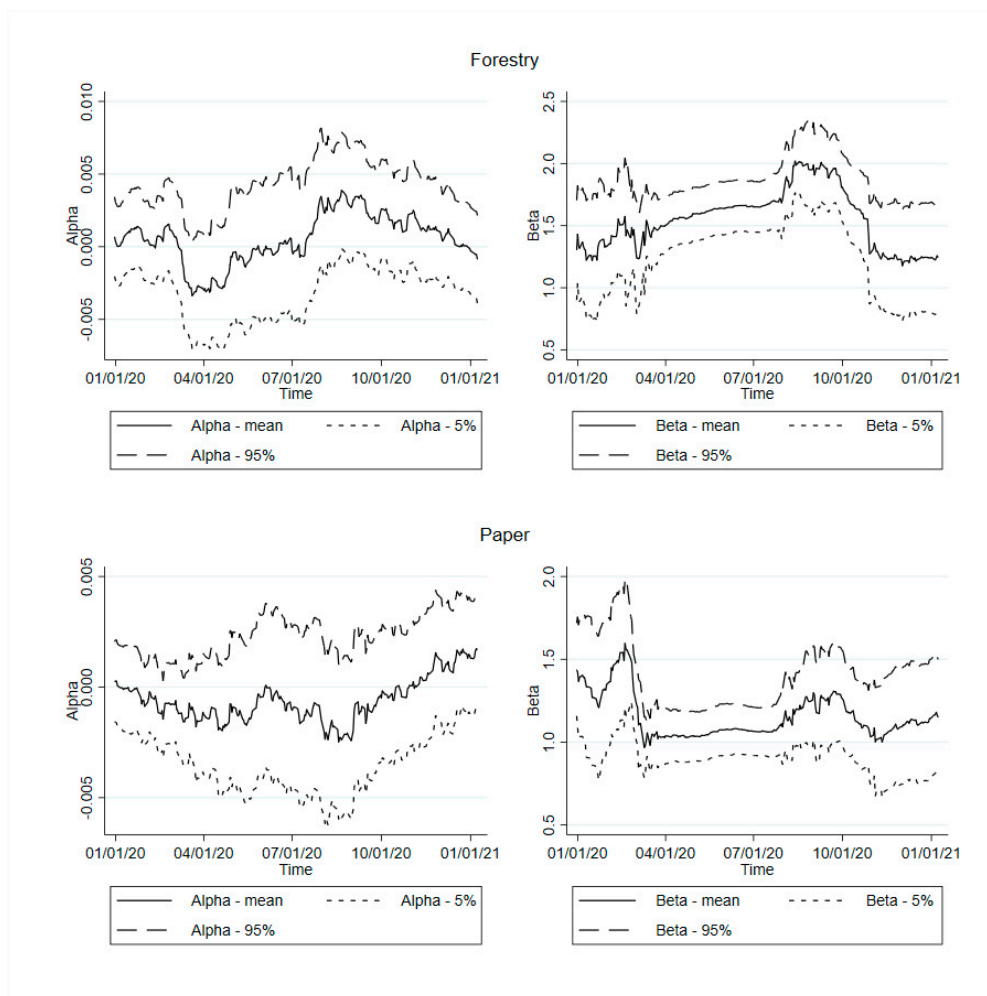 Forestry
0.010
0.005
0.000
-0.005
Alpha
01/01/20 04/01/20 07/01/20 10/01/20 01/01/21
Time
Alpha - mean Alpha - 5%
Alpha - 95%
2.5
2.0
1.5
1.0
0.5
Beta
01/01/20 04/01/20 07/01/20 10/01/20 01/01/21
Time
Beta - mean Beta - 5%
Beta - 95%
Paper
0.005
0.000
-0.005
Alpha
01/01/20 04/01/20 07/01/20 10/01/20 01/01/21
Time
Alpha - mean Alpha - 5%
Alpha - 95%
2.0
1.5
1.0
0.5
Beta
01/01/20 04/01/20 07/01/20 10/01/20 01/01/21
Time
Beta - mean Beta - 5%
Beta - 95%